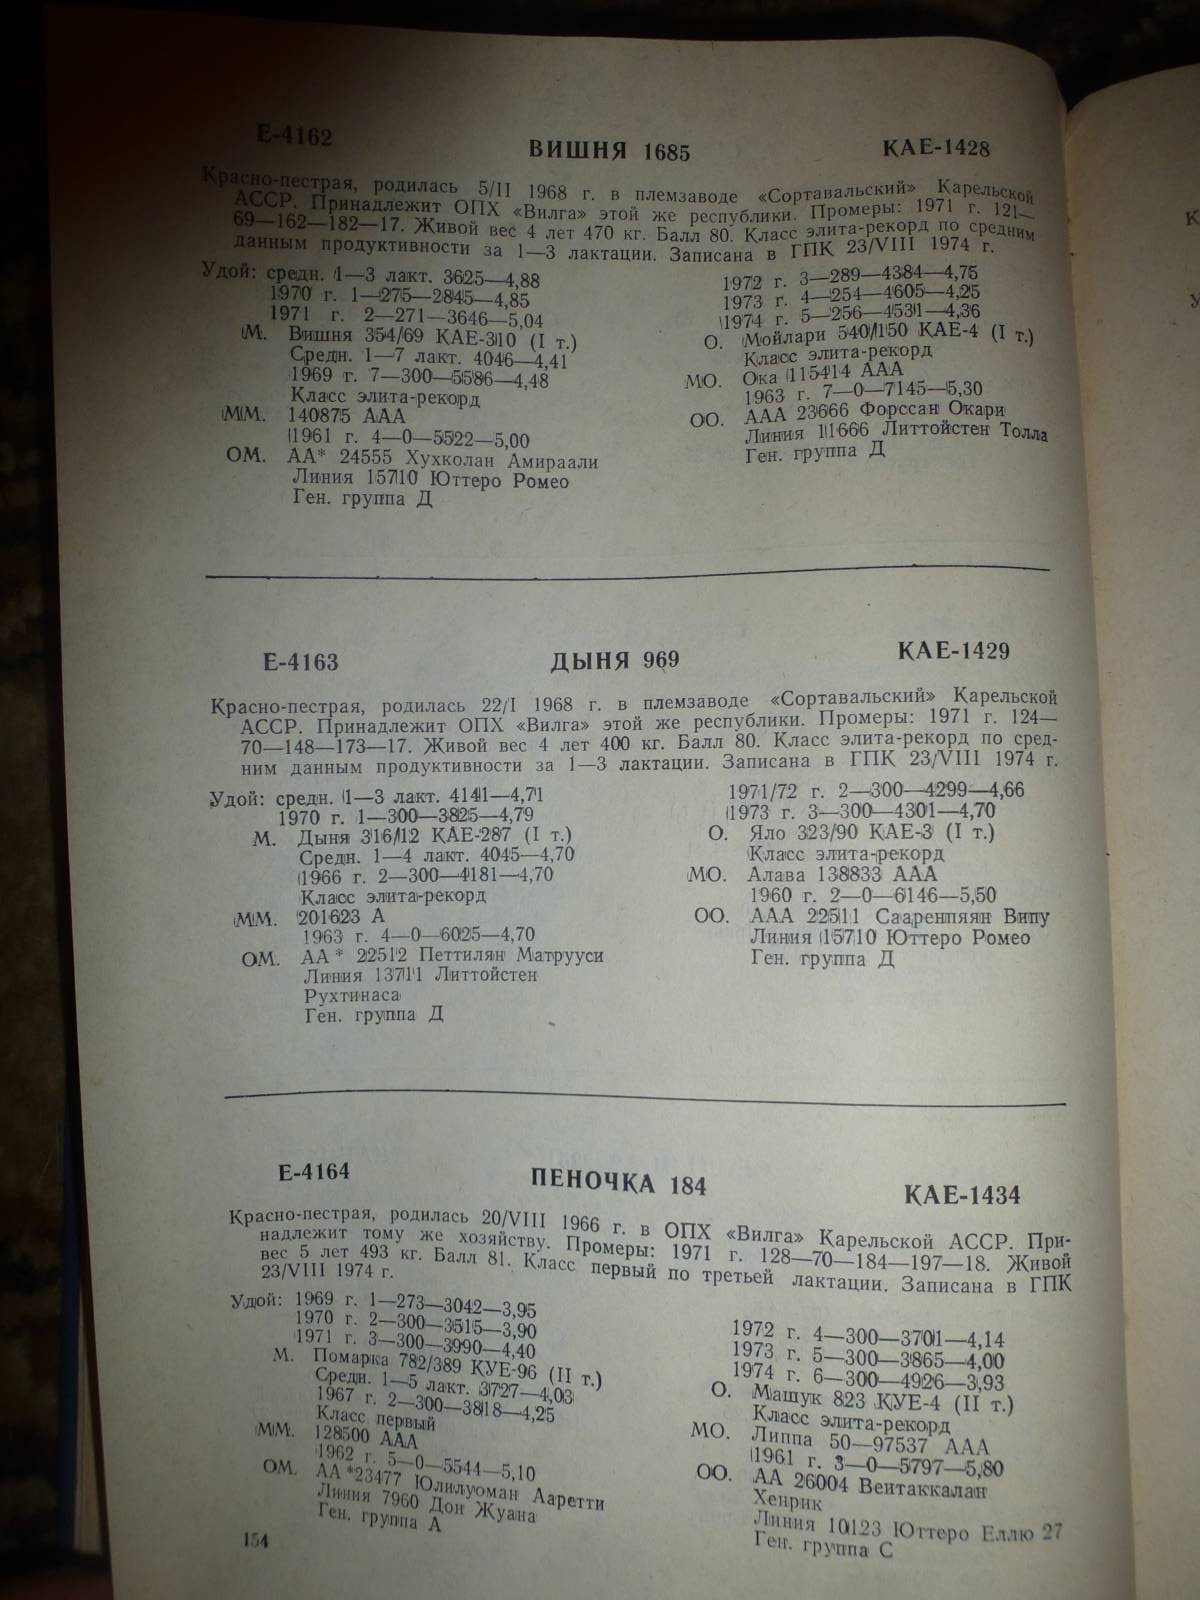 Е-4162 ВИШНЯ 1685 КАЕ-1428
Красно-пестрая, родилась 5/II 1968 г. в племзаводе «Сортавальский» Карельской
АССР. Принадлежит ОПХ «Вилга» этой же республики. Промеры: 1971 г. 121—
69—162—182—17. Живой вес 4 лет 470 кг. Балл 80. Класс элита-рекорд по средним
данным продуктивности за 1—3 лактации. Записана в ГПК 23/VIII 1974 г.
Удой: средн. 1—3 лакт. 3625—4,88
1970 г. 1—275—2845—4,85
1971 г. 2—271—3646—5,04
М. Вишня 354/69 КАЕ-310 (I т.)
Средн. 1—7 лакт. 4046—4,41
1969 г. 7—300—5586—4,48
Класс элита-рекорд
ММ. 140875 ААА
1961 г. 4—0—5522—5,00
ОМ. АА* 24555 Хухколан Амираали
Линия 15710 Юттеро Ромео
Ген. группа Д
1972 г. 3—289—4384—4,75
1973 г. 4—254—4605—4,25
1974 г. 5—256—4531—4,36
О. Мойлари 540/150 КАЕ-4 (I т.)
Класс элита-рекорд
МО. Ока 115414 ААА
1963 г. 7—0—7145—5,30
ОО. ААА 23666 Форссан Окари
Линия 11666 Литтойстен Толла
Ген. группа Д
Е-4163 ДЫНЯ 969 КАЕ-1429
Красно-пестрая, родилась 22/I 1968 г. в племзаводе «Сортавальский» Карельской
АССР. Принадлежит ОПХ «Вилга» этой же республики. Промеры: 1971 г. 124—
70—148—173—17. Живой вес 4 лет 400 кг. Балл 80. Класс элита-рекорд по сред-
ним данным продуктивности за 1—3 лактации. Записана в ГПК 23/VIII 1974 г.
Удой: средн. 1—3 лакт. 4141—4,71
1970 г. 1—300—3825—4,79
М. Дыня 316/12 КАЕ-287 (I т.)
Средн. 1—4 лакт. 4045—4,70
1966 г. 2—300—4181—4,70
Класс элита-рекорд
ММ. 201623 А
1963 г. 4—0—6025—4,70
ОМ. АА* 22512 Петтилян Матрууси
Линия 13711 Литтойстен
Рухтинаса
Ген. группа Д
1971/72 г. 2—300—4299—4,66
1973 г. 3—300—4301—4,70
О. Яло 323/90 КАЕ-3 (I т.)
Класс элита-рекорд
МО. Алава 138833 ААА
1960 г. 2—0—6146—5,50
ОО. ААА 22511 Сааренпяян Випу
Линия 15710 Юттеро Ромео
Ген. группа Д
Е-4164 ПЕНОЧКА 184 КАЕ-1434
Красно-пестрая, родилась 20/VIII 1966 г. в ОПХ «Вилга» Карельской АССР. При-
надлежит тому же хозяйству. Промеры: 1971 г. 128—70—184—197—18. Живой
вес 5 лет 493 кг. Балл 81. Класс первый по третьей лактации. Записана в ГПК
23/VIII 1974 г.
Удой: 1969 г. 1—273—3042—3,95
1970 г. 2—300—3515—3,90
1971 г. 3—300—3990—4,40
М. Помарка 782/389 КУЕ-96 (II т.)
Средн. 1—5 лакт. 3727—4,03
1967 г. 2—300—3818—4,25
Класс первый
ММ. 128500 ААА
1962 г. 5—0—5544—5,10
ОМ. АА *23477 Юлилуоман Ааретти
Линия 7960 Дон Жуана
Ген. группа А
1972 г. 4—300—3701—4,14
1973 г. 5—300—3865—4,00
1974 г. 6—300—4926—3,93
О. Машук 823 КУЕ-4 (II т.)
Класс элита-рекорд
МО. Липпа 50—97537 ААА
1961 г. 3—0—5797—5,80
ОО. АА 26004 Веитаккалан
Хенрик
Линия 10123 Юттеро Еллю 27
Ген. группа С
154
К
У